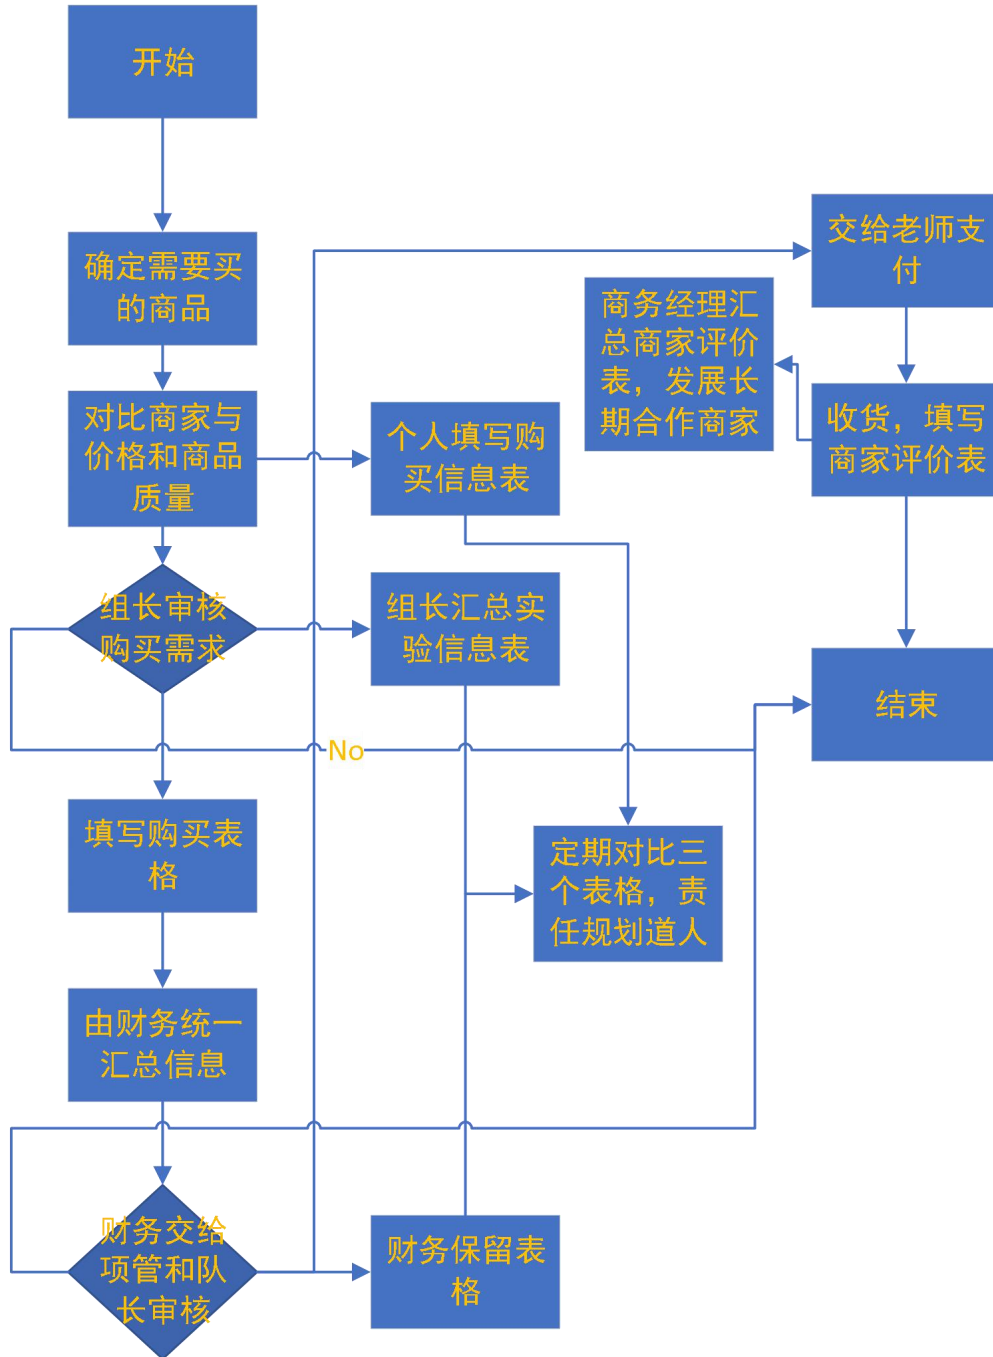 开始
确定需要买
的商品
对比商家与
价格和商品
质量
个人填写购
买信息表
组长审核
购买需求
组长汇总实
验信息表
No
填写购买表
格
由财务统一
汇总信息
财务交给
项管和队
长审核
财务保留表
格
定期对比三
个表格，责
任规划道人
交给老师支
付
商务经理汇
总商家评价
表，发展长
期合作商家
收货，填写
商家评价表
结束